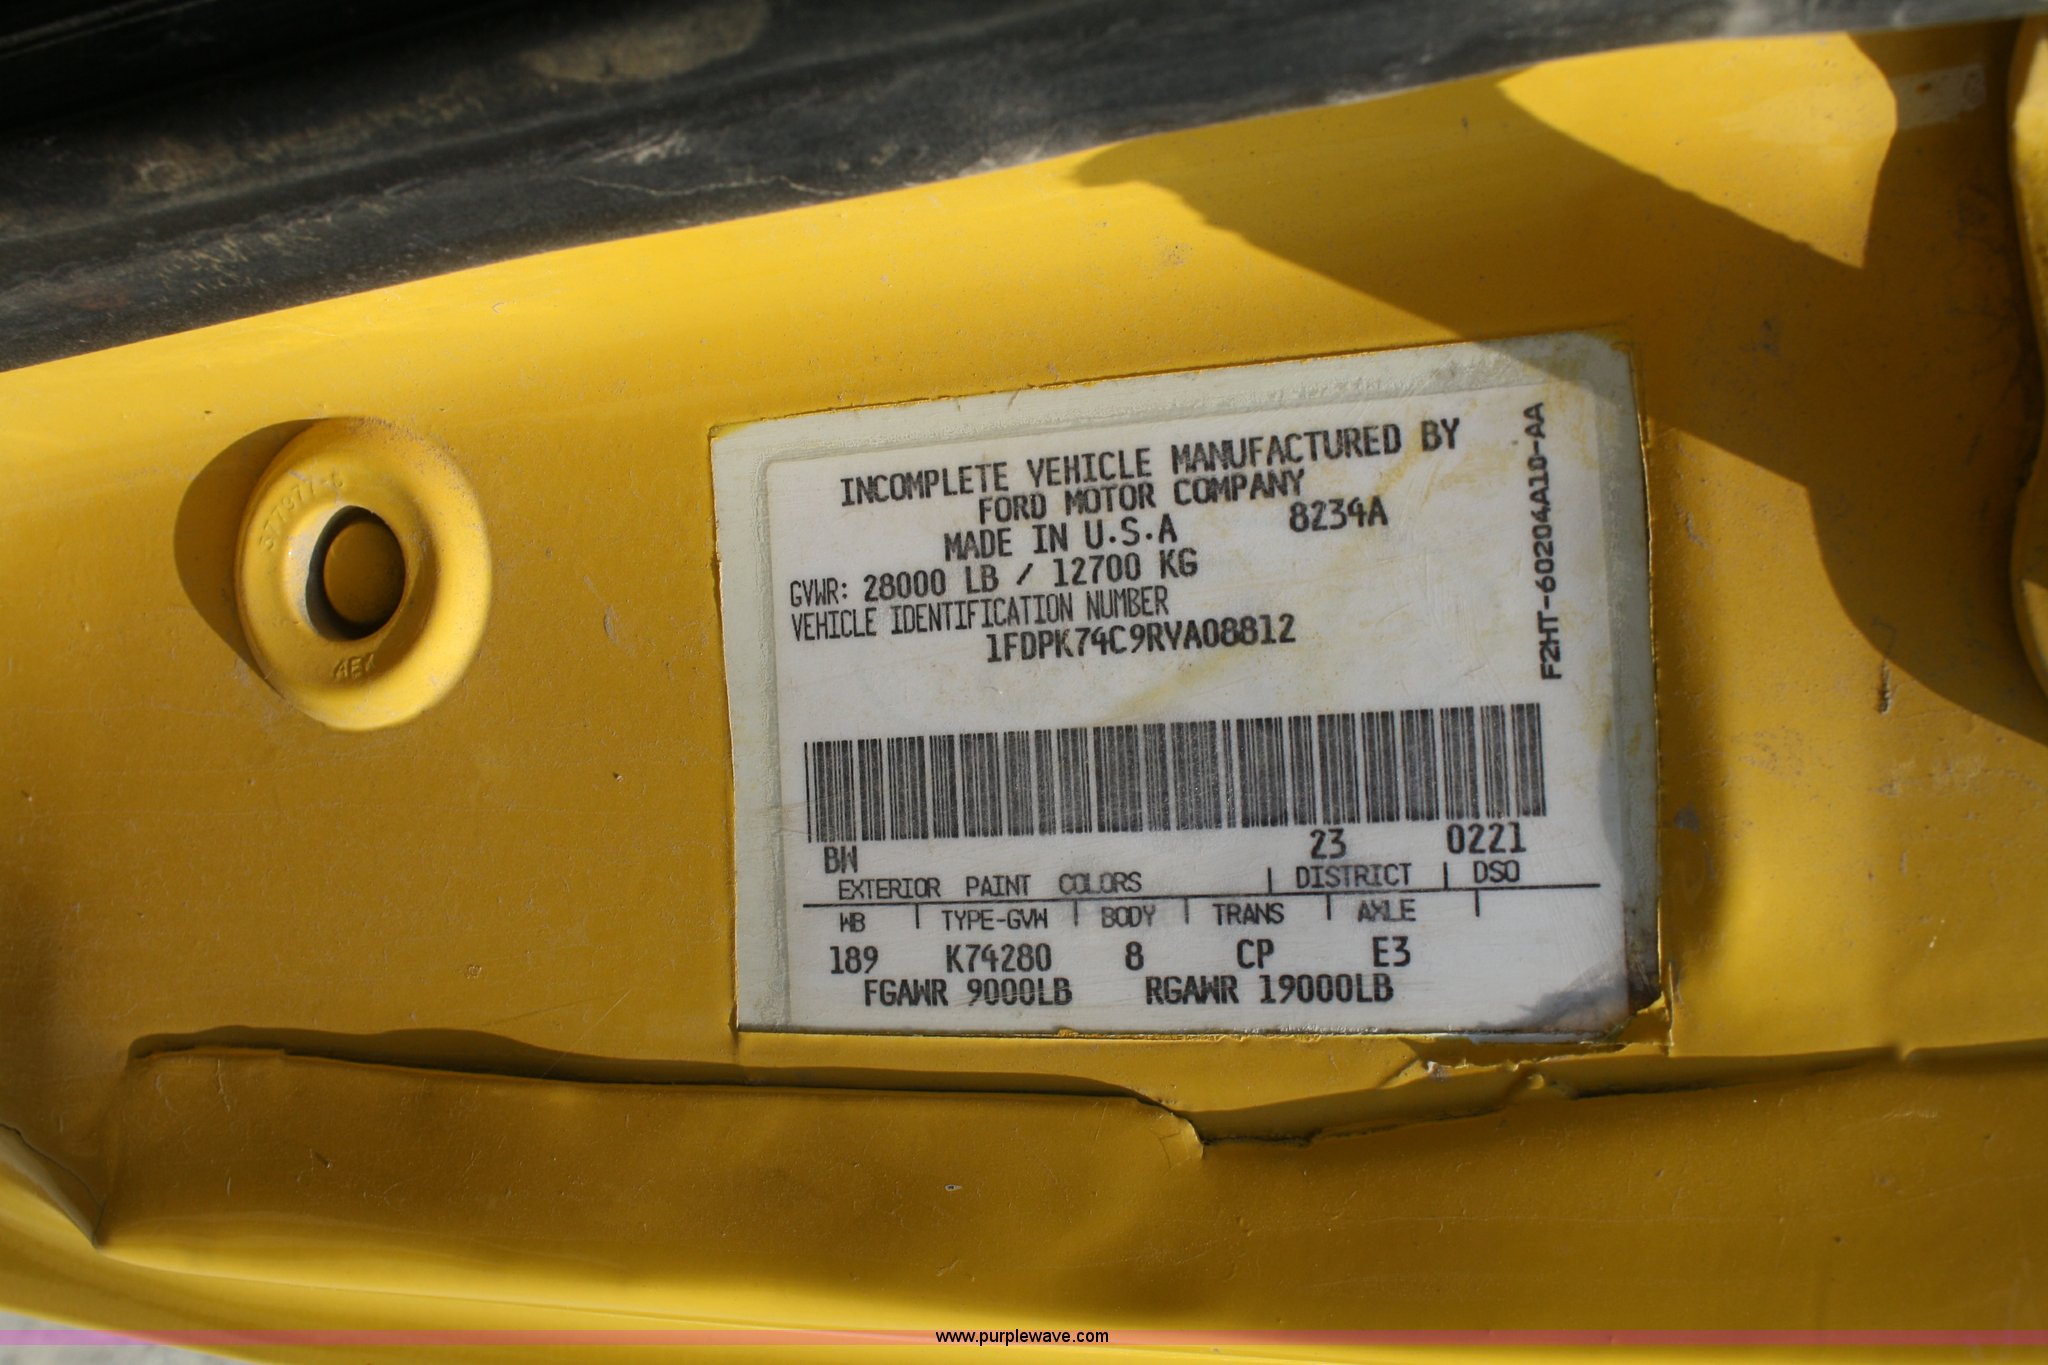 INCOMPLETE VEHICLE MANUFACTURED BY
FORD MOTOR COMPANY
MADE IN U.S.A 8234A
GVWR: 28000 LB / 12700 KG
VEHICLE IDENTIFICATION NUMBER
1FDPK74C9RVA08812
F2HT-60204A10-AA
BW 23 0221
EXTERIOR PAINT COLORS DISTRICT DSO
WB TYPE-GVW BODY TRANS AXLE
189 K74280 8 CP E3
FGAWR 9000LB RGAWR 19000LB
www.purplewave.com